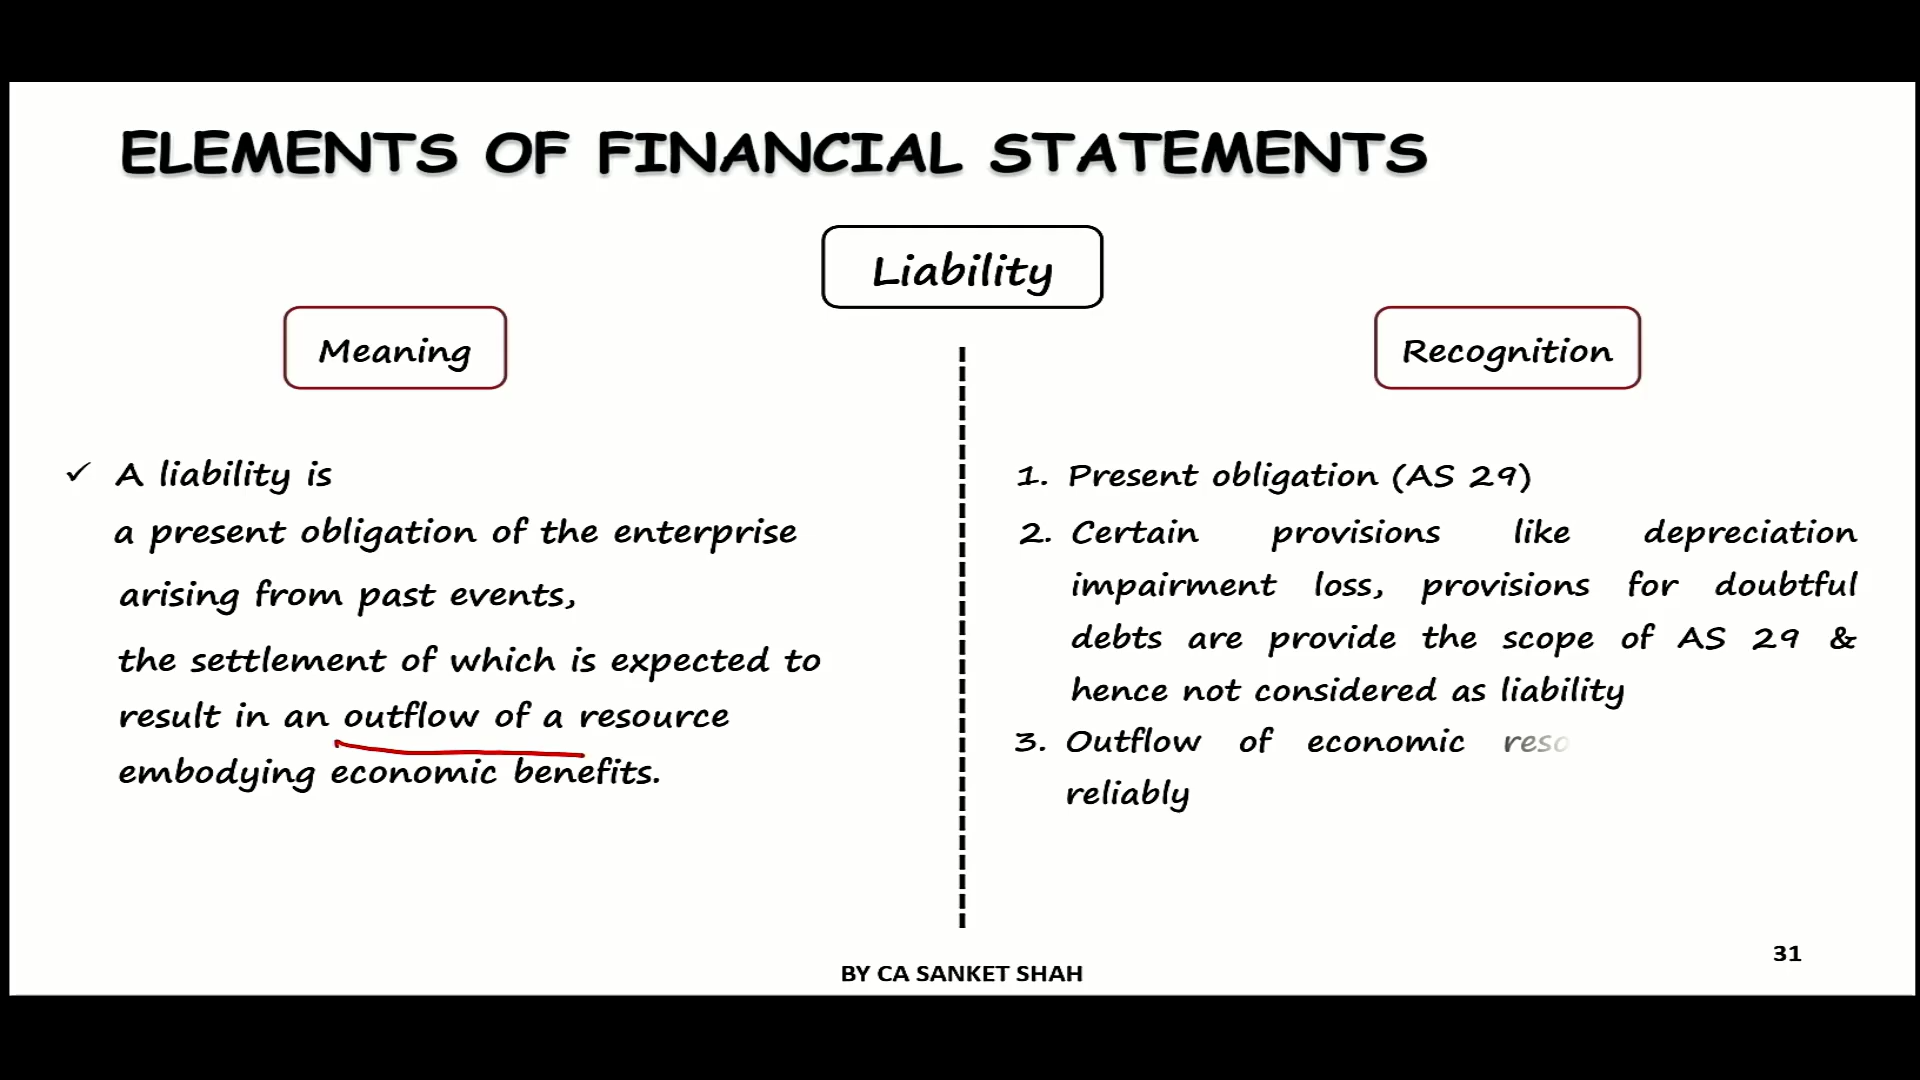 ELEMENTS OF FINANCIAL STATEMENTS
Liability
Meaning
Recognition
✓ A liability is
a present obligation of the enterprise
arising from past events,
the settlement of which is expected to
result in an outflow of a resource
embodying economic benefits.
1. Present obligation (AS 29)
2. Certain provisions like depreciation
impairment loss, provisions for doubtful
debts are provide the scope of AS 29 &
hence not considered as liability
3. Outflow of economic
reliably
31
BY CA SANKET SHAH